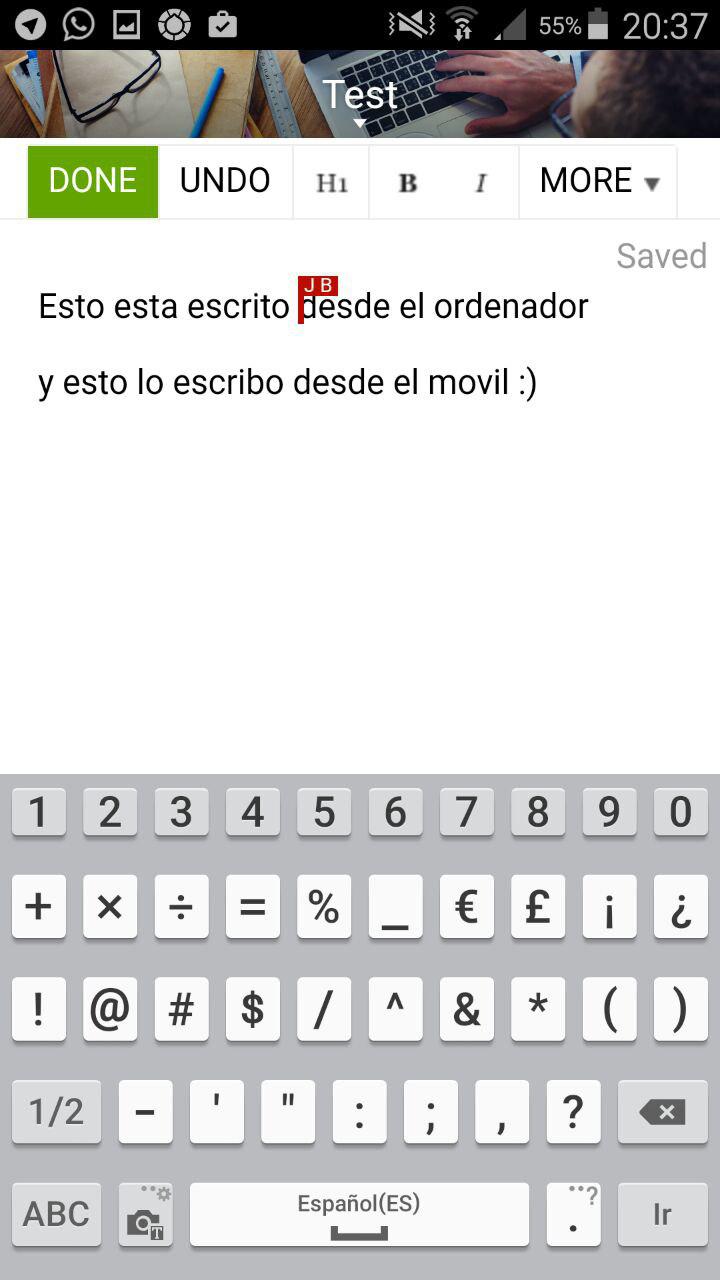 55% 20:37
Test
DONE UNDO H1 B I MORE
Saved
J B
Esto esta escrito desde el ordenador
y esto lo escribo desde el movil :)
1 2 3 4 5 6 7 8 9 0
+ × ÷ = % _ € £ ¡ ¿
! @ # $ / ^ & * ( )
1/2 - ' " : ; , ?
ABC T Español(ES) . ? Ir